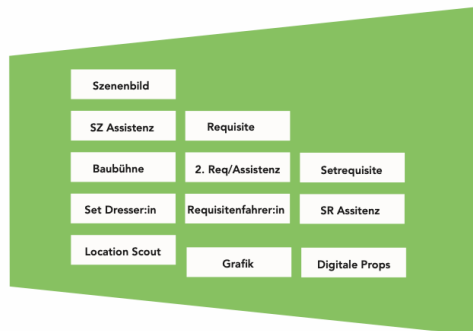 Szenenbild
SZ Assistenz
Requisite
Baubühne
2. Req/Assistenz
Setrequisite
Set Dresser:in
Requisitenfahrer:in
SR Assitenz
Location Scout
Grafik
Digitale Props